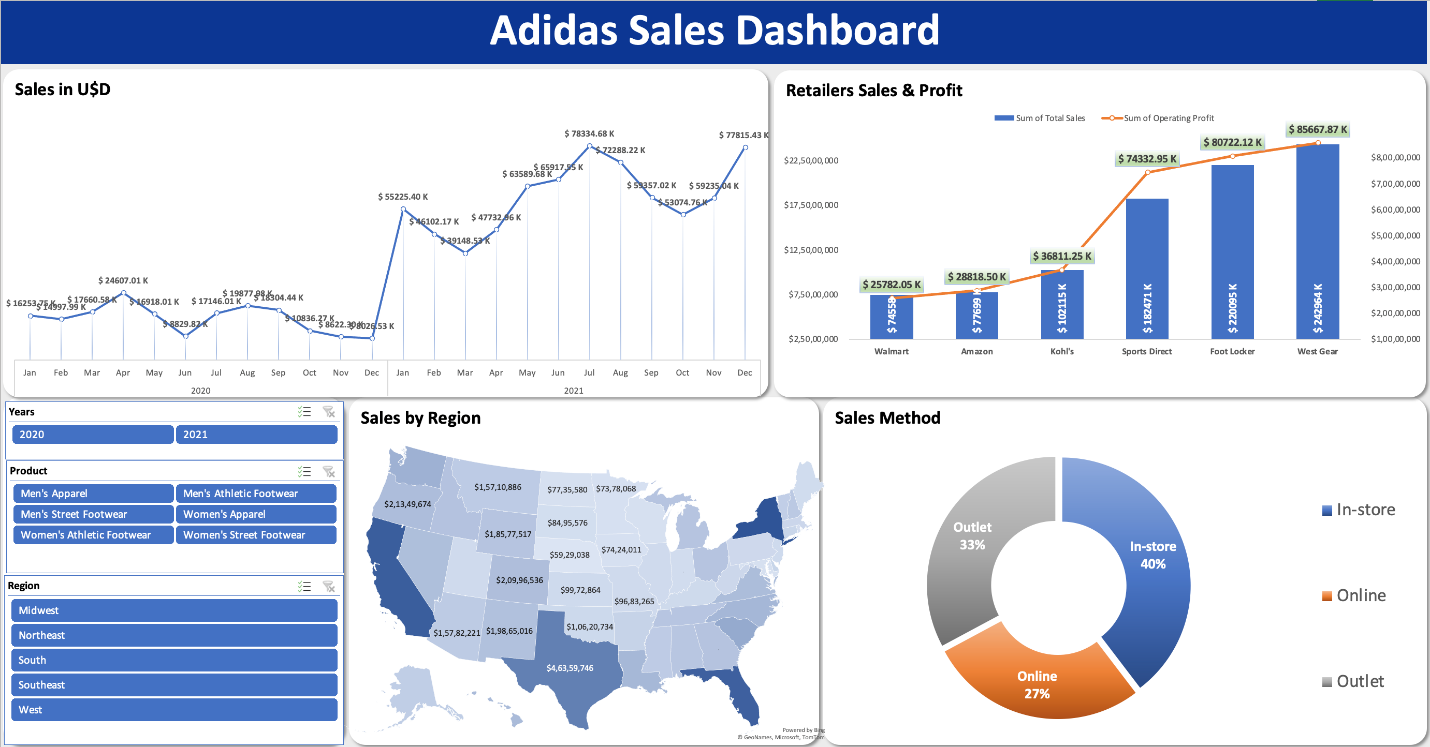 Adidas Sales Dashboard
Sales in U$D
$ 78334.68 K
$ 77815.43 K
$ 72288.22 K
$ 65917.55 K
$ 63589.68 K
$ 59357.02 K
$ 59235.04 K
$ 55225.40 K
$ 53074.76 K
$ 47732.96 K
$ 46102.17 K
$ 39148.53 K
$ 24607.01 K
$ 19877.98 K
$ 18304.44 K
$ 17660.58 K
$ 16253.75 K
$ 14997.99 K
$ 16918.01 K
$ 17146.01 K
$ 8829.82 K
$ 10836.27 K
Jan Feb Mar Apr May Jun Jul Aug Sep Oct Nov Dec Jan Feb Mar Apr May Jun Jul Aug Sep Oct Nov Dec
2020 2021
Retailers Sales & Profit
Sum of Total Sales Sum of Operating Profit
$22,50,00,000
$17,50,00,000
$12,50,00,000
$7,50,00,000
$2,50,00,000
$ 25782.05 K
$ 28818.50 K
$ 36811.25 K
$ 74332.95 K
$ 80722.12 K
$ 85667.87 K
$ 102115 K
$ 182471 K
$ 220095 K
$ 242964 K
$8,00,00,000
$7,00,00,000
$6,00,00,000
$5,00,00,000
$4,00,00,000
$3,00,00,000
$2,00,00,000
$1,00,00,000
Walmart Amazon Kohl's Sports Direct Foot Locker West Gear
Years
2020 2021
Product
Men's Apparel Men's Athletic Footwear
Men's Street Footwear Women's Apparel
Women's Athletic Footwear Women's Street Footwear
Region
Midwest
Northeast
South
Southeast
West
Sales by Region
$1,57,10,886
$77,35,580
$73,78,068
$2,13,49,674
$84,95,576
$1,85,77,517
$59,29,038
$74,24,011
$2,09,96,536
$99,72,864
$96,83,265
$1,57,82,221
$1,98,65,016
$1,06,20,734
$4,63,59,746
Powered by Bing
© GeoNames, Microsoft, TomTom
Sales Method
Outlet
33%
In-store
40%
Online
27%
In-store
Online
Outlet